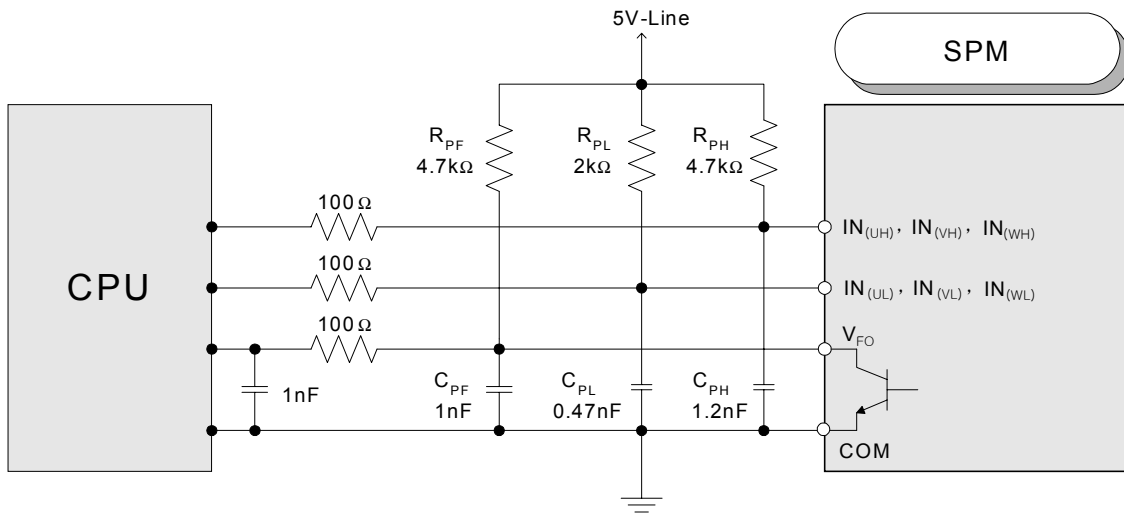 5V-Line
SPM
R_PF
4.7kΩ
R_PL
2kΩ
R_PH
4.7kΩ
100Ω
IN(UH), IN(VH), IN(WH)
CPU
100Ω
IN(UL), IN(VL), IN(WL)
100Ω
V_FO
1nF
C_PF
1nF
C_PL
0.47nF
C_PH
1.2nF
COM